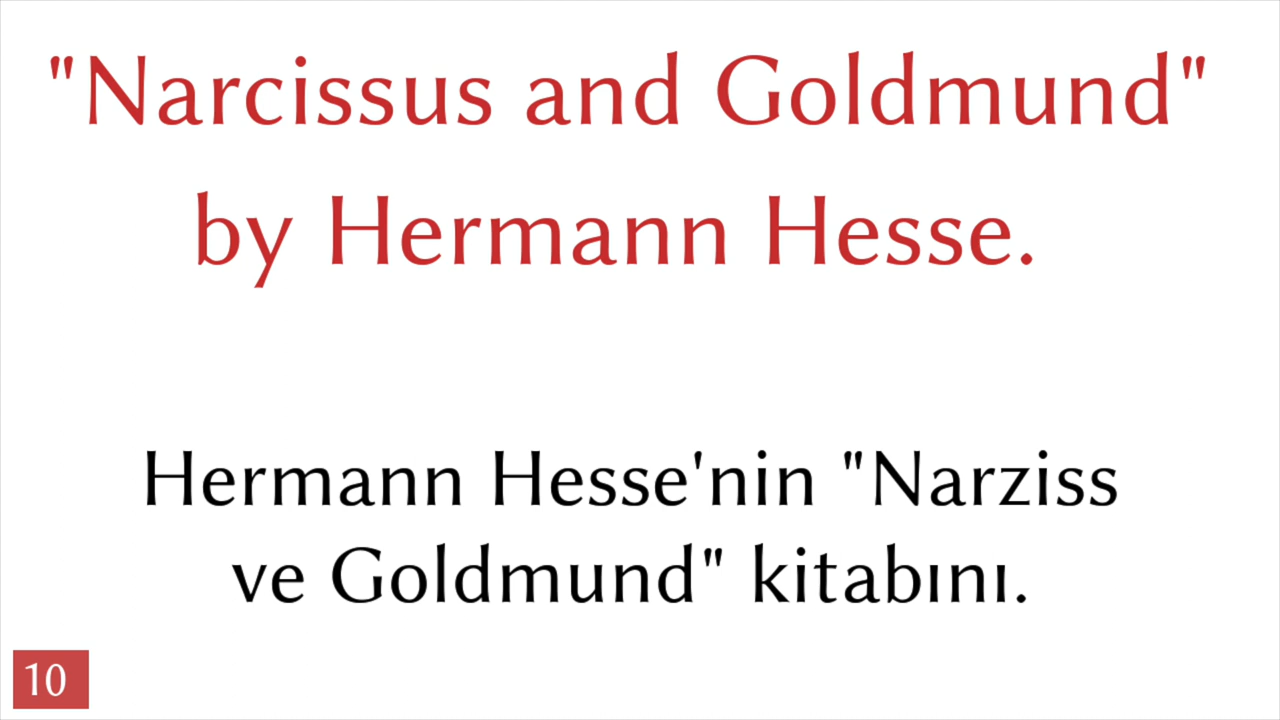 "Narcissus and Goldmund"
by Hermann Hesse.
Hermann Hesse'nin "Narziss
ve Goldmund" kitabını.
10